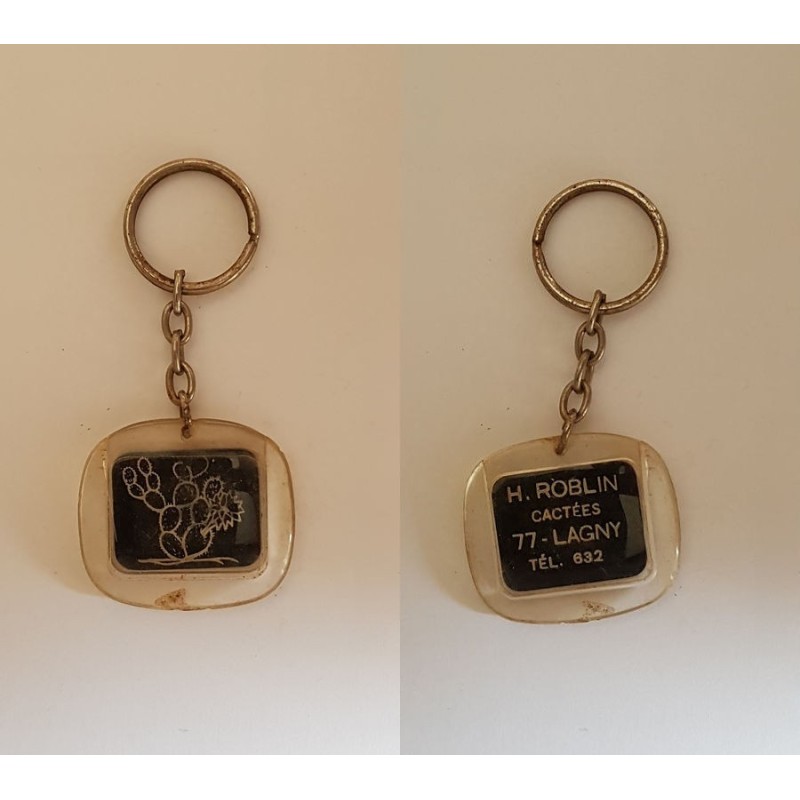 H. ROBLIN
CACTÉES
77 - LAGNY
TÉL. 632